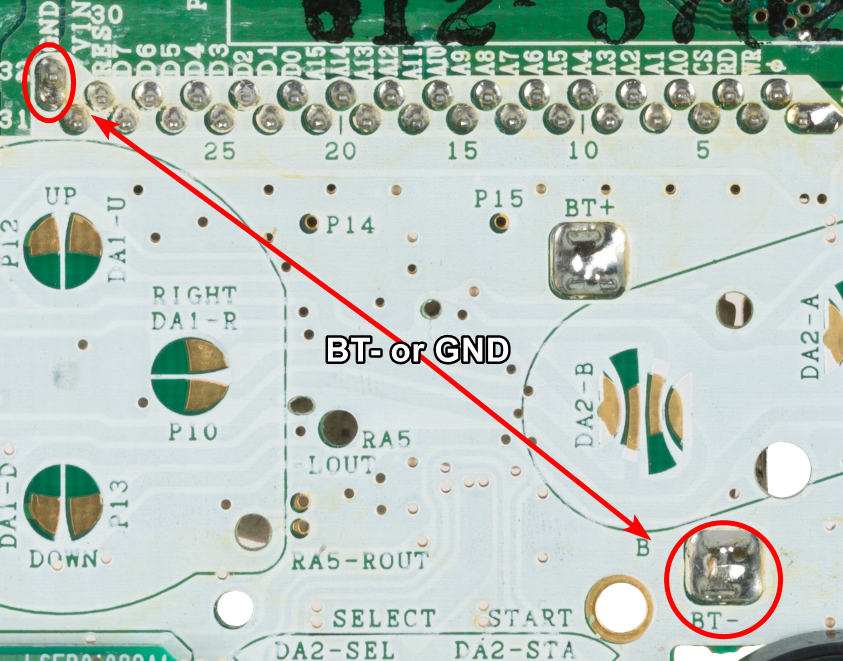 GND
VIN
RES
30
P
D7
D6
D5
D4
D3
D2
D1
D0
A15
A14
A13
A12
A11
A10
A9
A8
A7
A6
A5
A4
A3
A2
A1
A0
CS
RD
WR
Φ
31
25
20
15
10
5
UP
P12
DA1-U
P14
P15
BT+
RIGHT
DA1-R
P10
BT- or GND
DA2-A
DA2-B
RA5
LOUT
DA1-D
P13
DOWN
RA5-ROUT
B
BT-
SELECT
START
DA2-SEL
DA2-STA